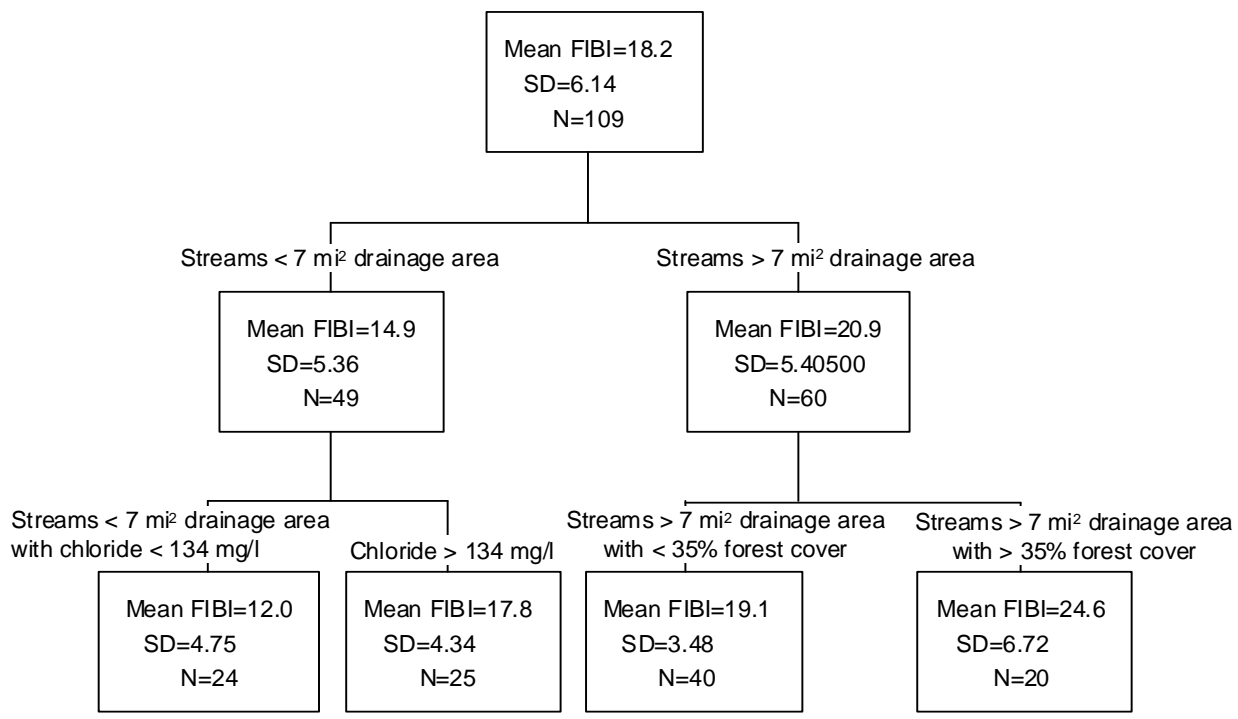 Mean FIBI=18.2
SD=6.14
N=109
Streams < 7 mi² drainage area
Streams > 7 mi² drainage area
Mean FIBI=14.9
SD=5.36
N=49
Mean FIBI=20.9
SD=5.40500
N=60
Streams < 7 mi² drainage area
with chloride < 134 mg/l
Chloride > 134 mg/l
Streams > 7 mi² drainage area
with < 35% forest cover
Streams > 7 mi² drainage area
with > 35% forest cover
Mean FIBI=12.0
SD=4.75
N=24
Mean FIBI=17.8
SD=4.34
N=25
Mean FIBI=19.1
SD=3.48
N=40
Mean FIBI=24.6
SD=6.72
N=20